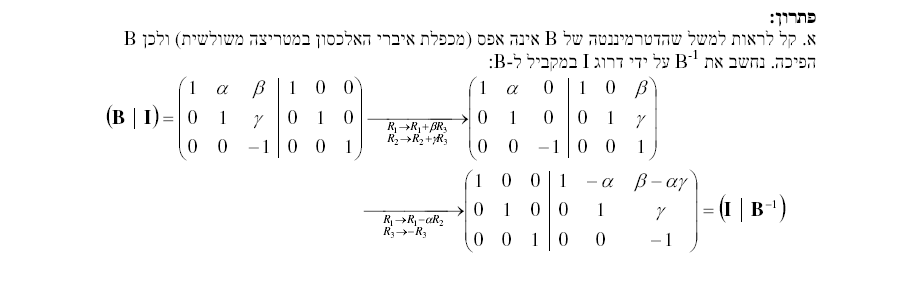 פתרון:
א. קל לראות למשל שהדטרמיננטה של B אינה אפס (מכפלת איברי האלכסון במטריצה משולשית) ולכן B
הפיכה. נחשב את B⁻¹ על ידי דרוג I במקביל ל-B:
(B | I) = (1 α β | 1 0 0; 0 1 γ | 0 1 0; 0 0 −1 | 0 0 1) →[R₁→R₁+βR₃, R₂→R₂+γR₃] (1 α 0 | 1 0 β; 0 1 0 | 0 1 γ; 0 0 −1 | 0 0 1)
→[R₁→R₁−αR₂, R₃→−R₃] (1 0 0 | 1 −α β−αγ; 0 1 0 | 0 1 γ; 0 0 1 | 0 0 −1) = (I | B⁻¹)